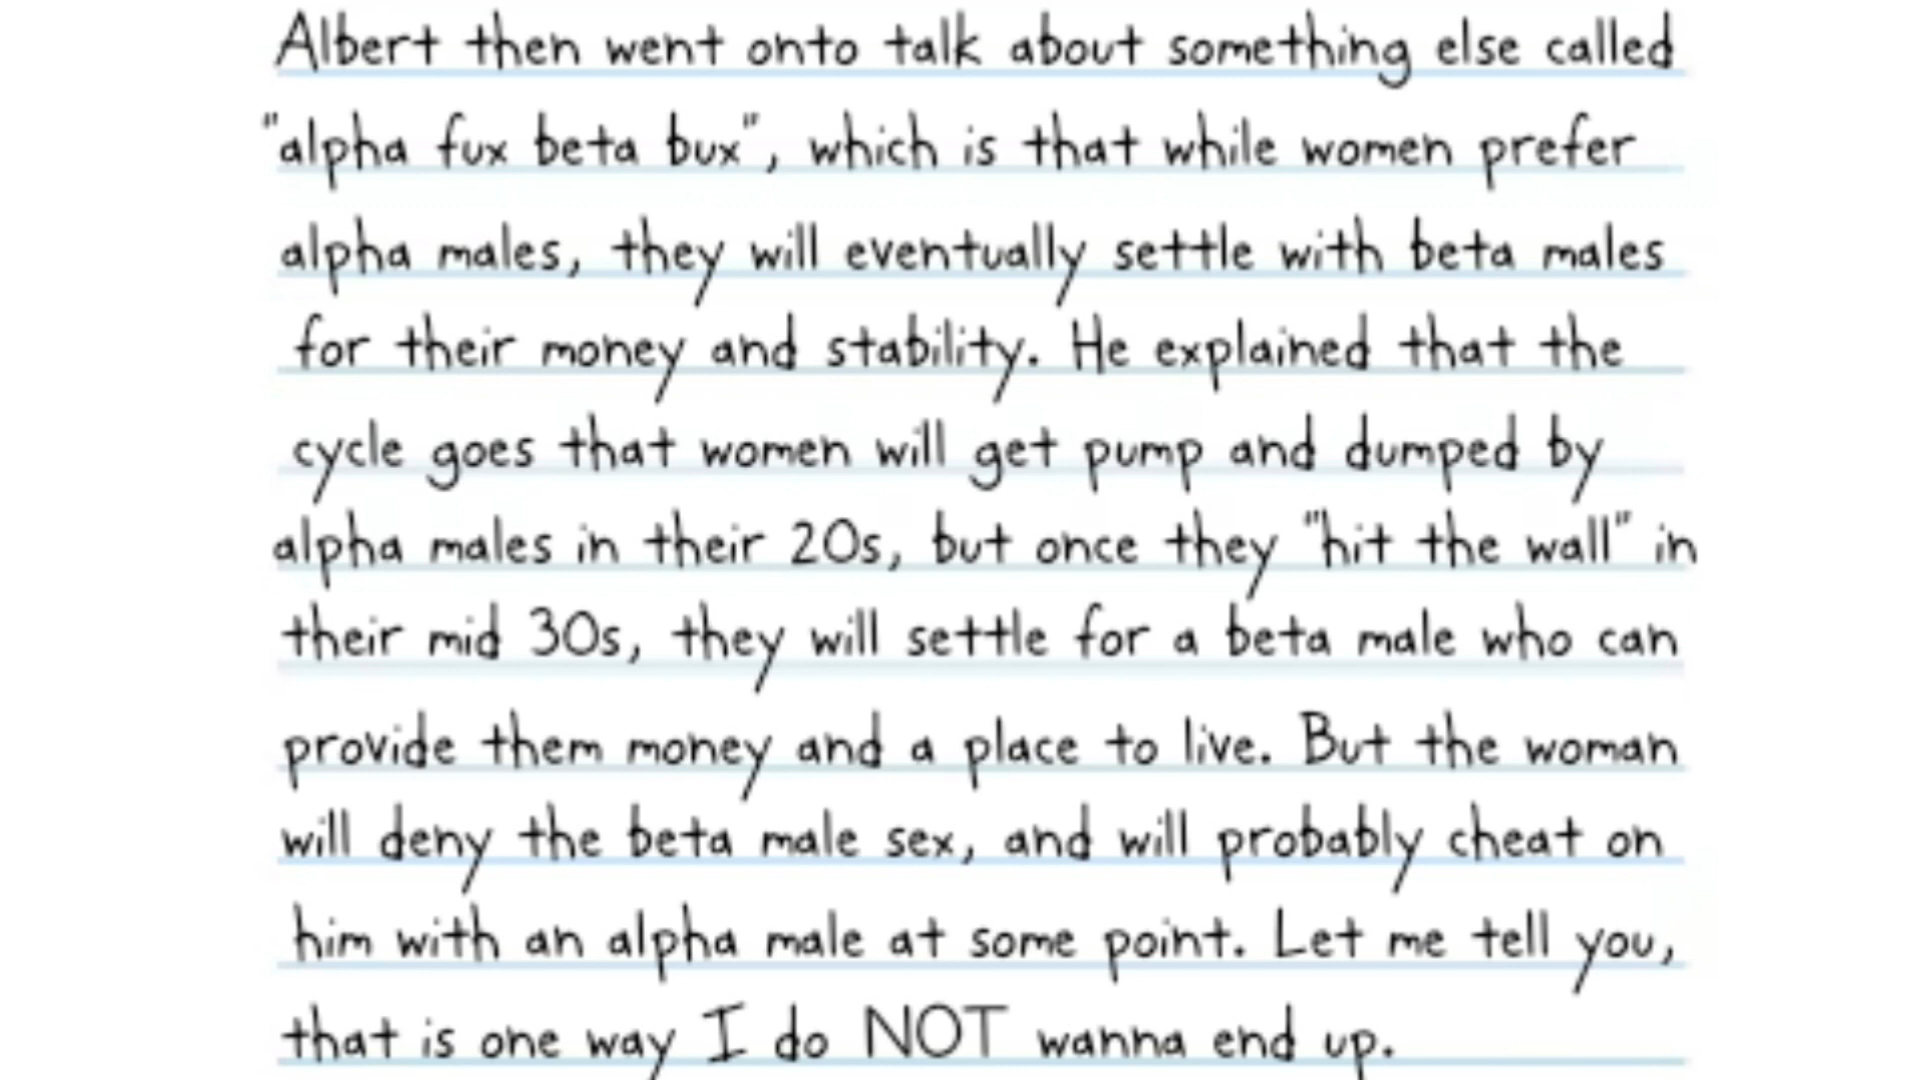 Albert then went onto talk about something else called
"alpha fux beta bux", which is that while women prefer
alpha males, they will eventually settle with beta males
for their money and stability. He explained that the
cycle goes that women will get pump and dumped by
alpha males in their 20s, but once they "hit the wall" in
their mid 30s, they will settle for a beta male who can
provide them money and a place to live. But the woman
will deny the beta male sex, and will probably cheat on
him with an alpha male at some point. Let me tell you,
that is one way I do NOT wanna end up.